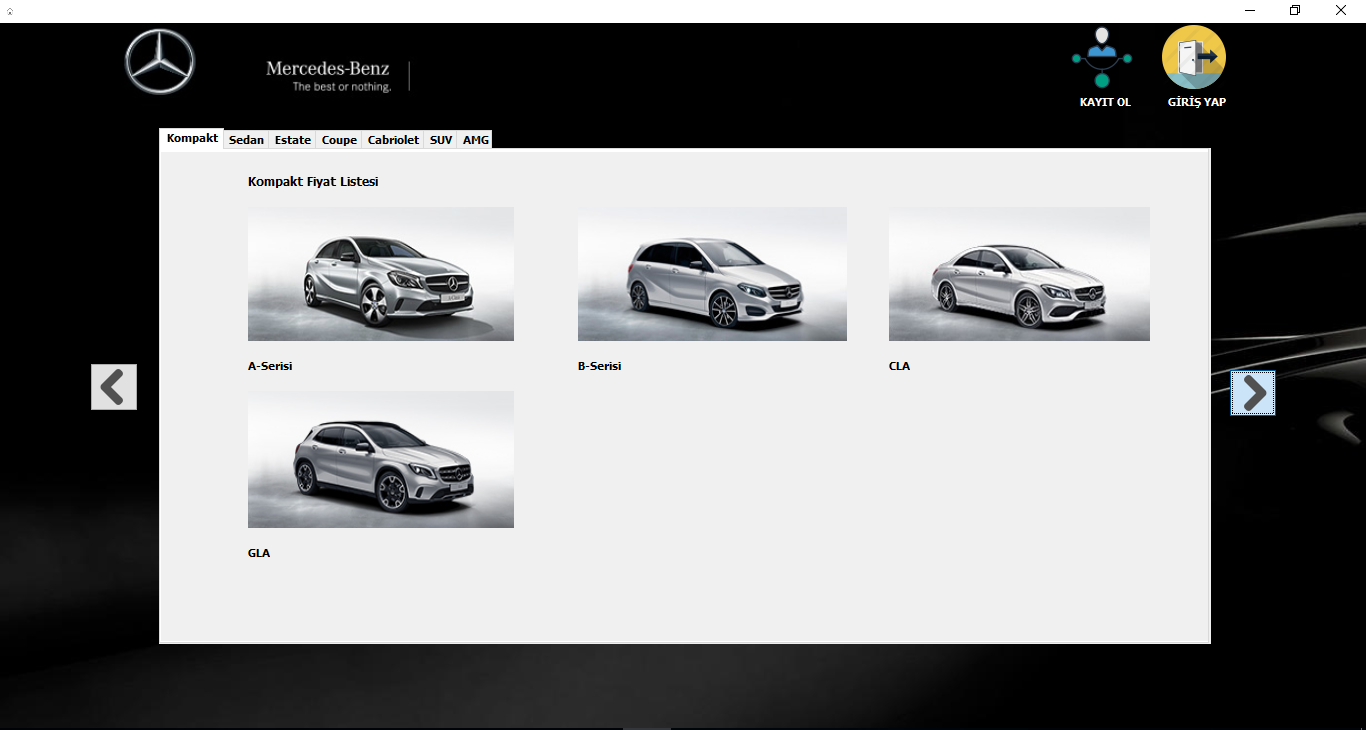 Mercedes-Benz
The best or nothing.
KAYIT OL
GİRİŞ YAP
Kompakt Sedan Estate Coupe Cabriolet SUV AMG
Kompakt Fiyat Listesi
A-Serisi
B-Serisi
CLA
GLA